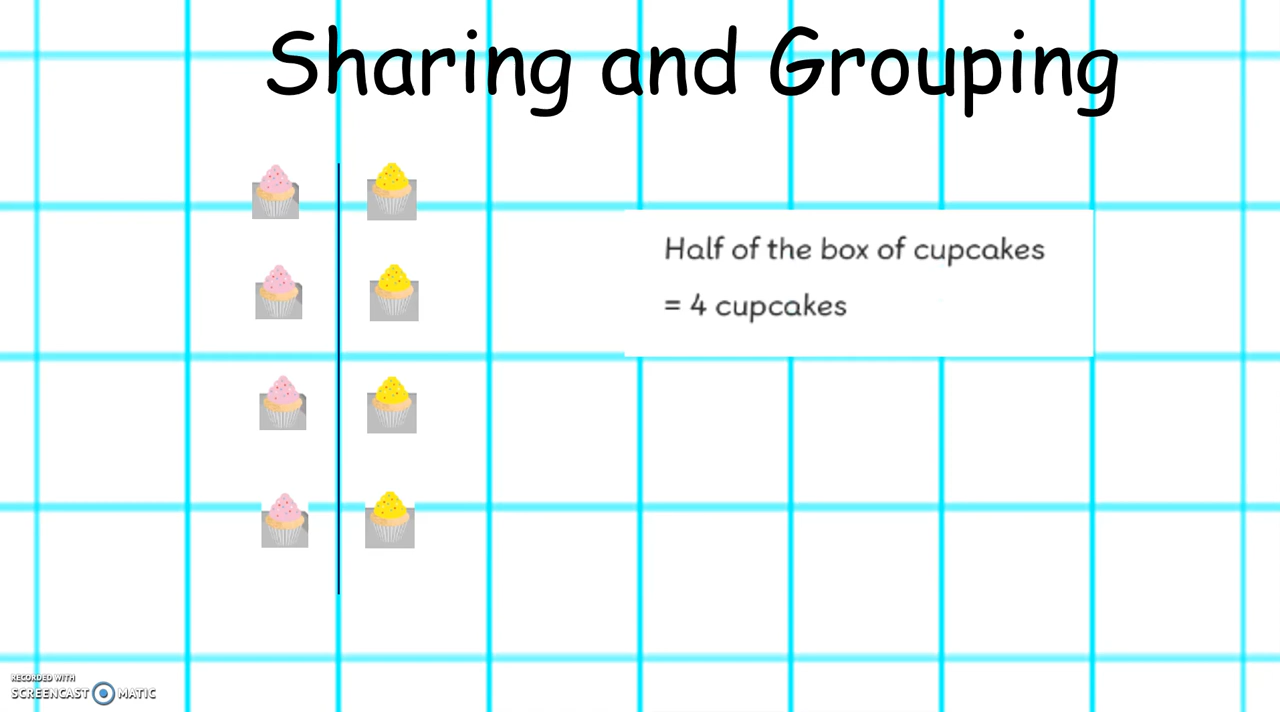 Sharing and Grouping
Half of the box of cupcakes
= 4 cupcakes
RECORDED WITH
SCREENCAST MATIC